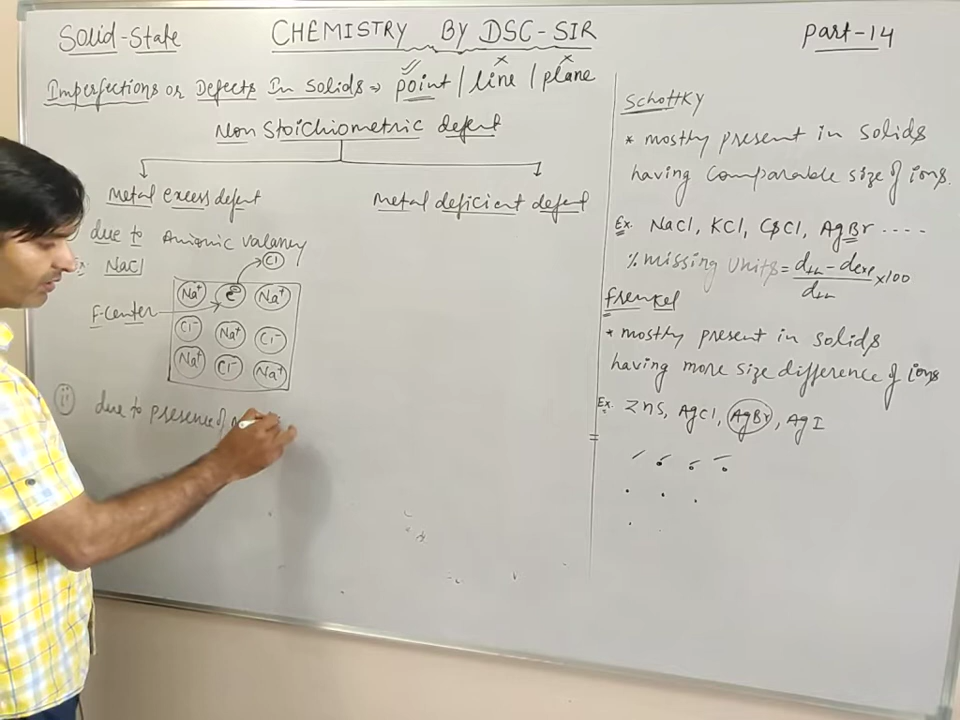 Solid-State
CHEMISTRY BY DSC-SIR
Part-14
Imperfections or Defects In Solids → point / line / plane
Non Stoichiometric defect
Metal excess defect
Metal deficient defect
due to Anionic valancy
NaCl
Cl
F-center
Na+ e- Na+
Cl- Na+ Cl-
Na+ Cl- Na+
(ii) due to presence of
Schottky
* mostly present in solids
having comparable size of ions.
Ex. NaCl, KCl, CsCl, AgBr ....
% missing units = dth - dexp / dth × 100
Frenkel
* mostly present in solids
having more size difference of ions
Ex. ZnS, AgCl, AgBr, AgI